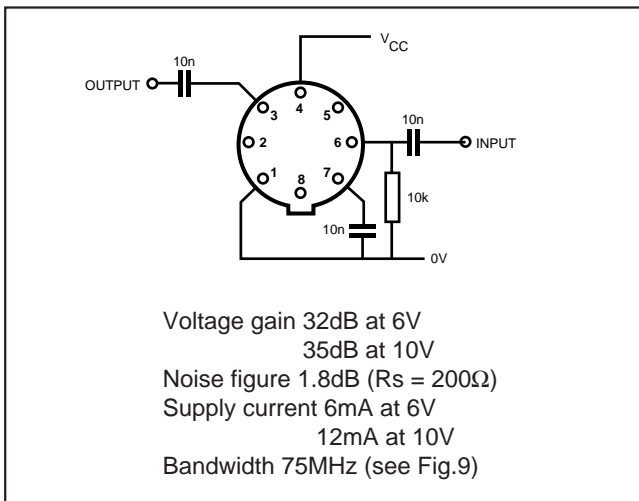 V_CC
10n
OUTPUT
4
3
5
10n
2
6
INPUT
1
8
7
10k
10n
0V
Voltage gain 32dB at 6V
35dB at 10V
Noise figure 1.8dB (Rs = 200Ω)
Supply current 6mA at 6V
12mA at 10V
Bandwidth 75MHz (see Fig.9)